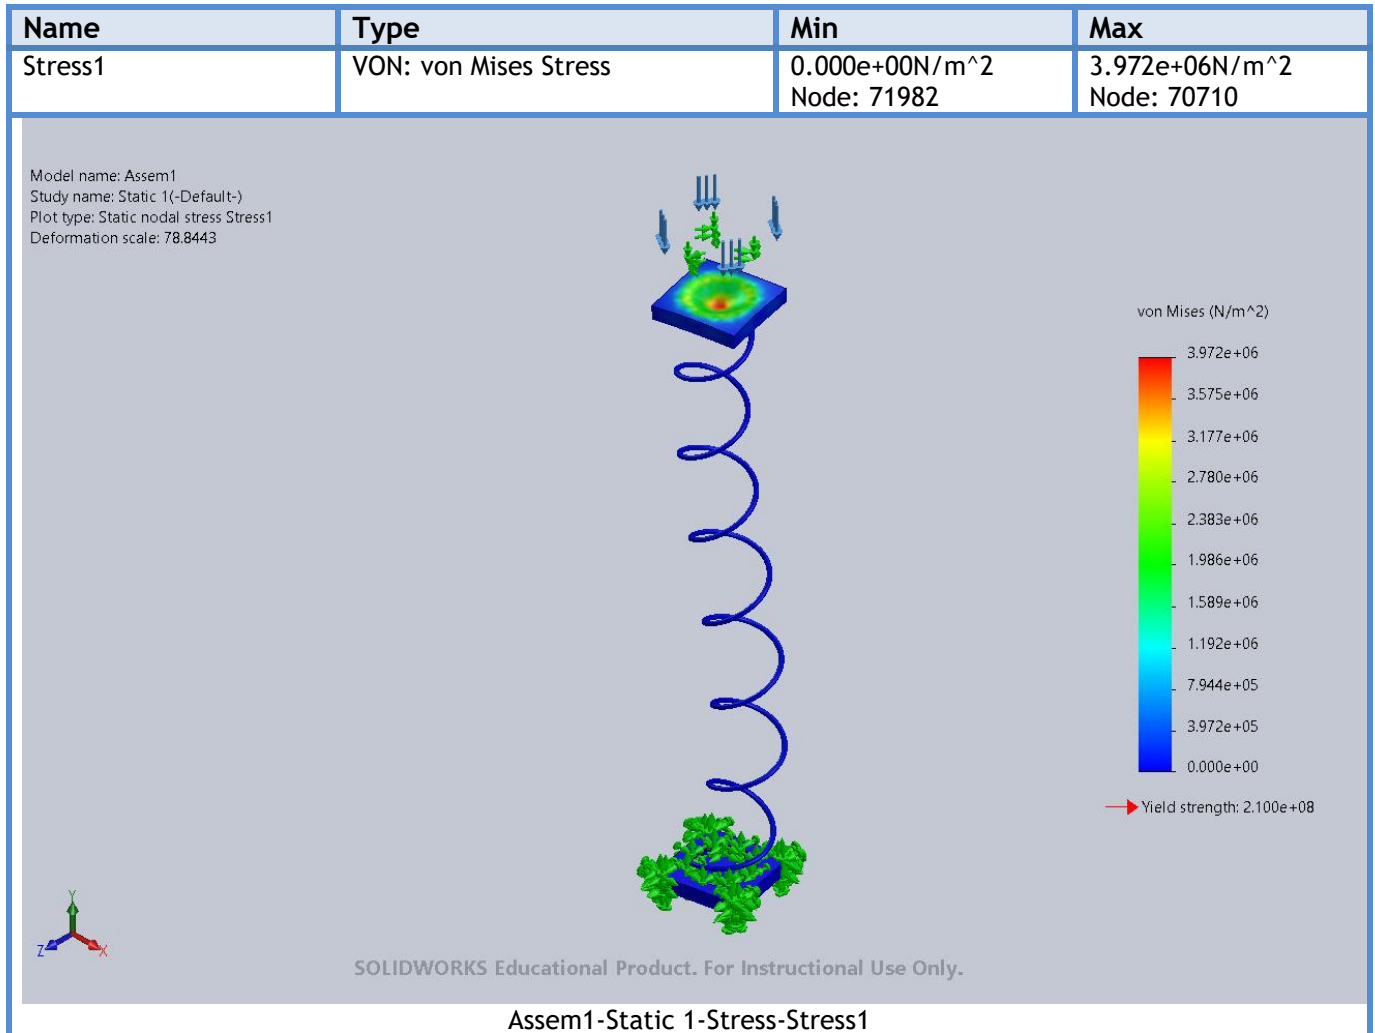 Name Type Min Max
Stress1 VON: von Mises Stress 0.000e+00N/m^2 3.972e+06N/m^2
Node: 71982 Node: 70710
Model name: Assem1
Study name: Static 1(-Default-)
Plot type: Static nodal stress Stress1
Deformation scale: 78.8443
von Mises (N/m^2)
3.972e+06
3.575e+06
3.177e+06
2.780e+06
2.383e+06
1.986e+06
1.589e+06
1.192e+06
7.944e+05
3.972e+05
0.000e+00
Yield strength: 2.100e+08
Y
Z X
SOLIDWORKS Educational Product. For Instructional Use Only.
Assem1-Static 1-Stress-Stress1